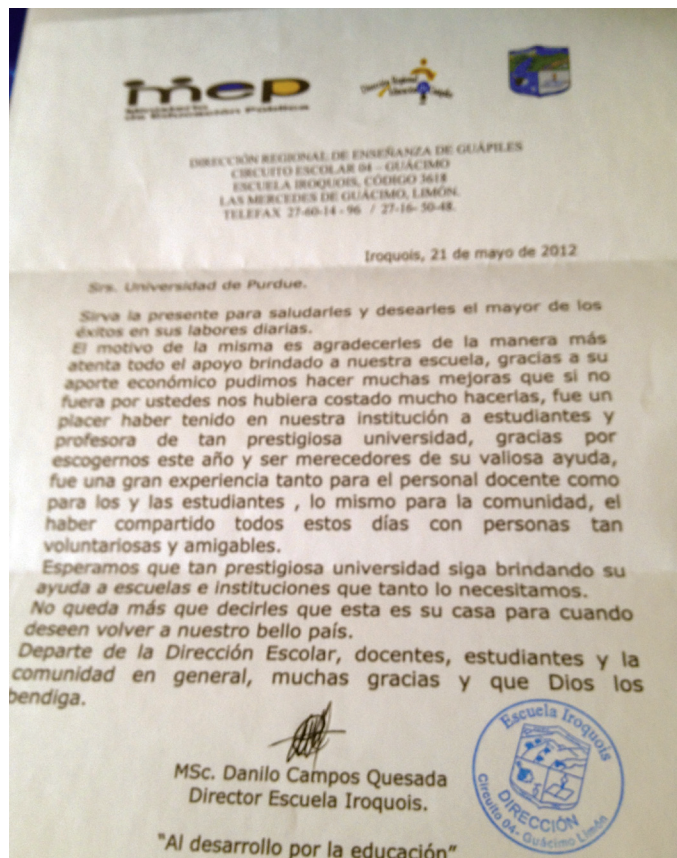 mep
Ministerio
de Educación Pública
Dirección Regional
DIRECCIÓN REGIONAL DE ENSEÑANZA DE GUÁPILES
CIRCUITO ESCOLAR 04 – GUÁCIMO
ESCUELA IROQUOIS, CÓDIGO 3618
LAS MERCEDES DE GUÁCIMO, LIMÓN.
TELEFAX 27-60-14 - 96 / 27-16- 50-48.
Iroquois, 21 de mayo de 2012
Srs. Universidad de Purdue.
Sirva la presente para saludarles y desearles el mayor de los
éxitos en sus labores diarias.
El motivo de la misma es agradecerles de la manera más
atenta todo el apoyo brindado a nuestra escuela, gracias a su
aporte económico pudimos hacer muchas mejoras que si no
fuera por ustedes nos hubiera costado mucho hacerlas, fue un
placer haber tenido en nuestra institución a estudiantes y
profesora de tan prestigiosa universidad, gracias por
escogernos este año y ser merecedores de su valiosa ayuda,
fue una gran experiencia tanto para el personal docente como
para los y las estudiantes , lo mismo para la comunidad, el
haber compartido todos estos días con personas tan
voluntariosas y amigables.
Esperamos que tan prestigiosa universidad siga brindando su
ayuda a escuelas e instituciones que tanto lo necesitamos.
No queda más que decirles que esta es su casa para cuando
deseen volver a nuestro bello país.
Departe de la Dirección Escolar, docentes, estudiantes y la
comunidad en general, muchas gracias y que Dios los
bendiga.
MSc. Danilo Campos Quesada
Director Escuela Iroquois.
"Al desarrollo por la educación"
Escuela Iroquois
DIRECCIÓN
Circuito 04- Guácimo Limón